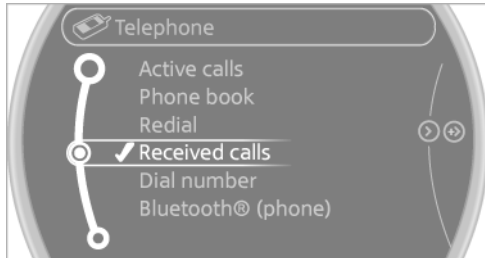 Telephone
Active calls
Phone book
Redial
Received calls
Dial number
Bluetooth® (phone)